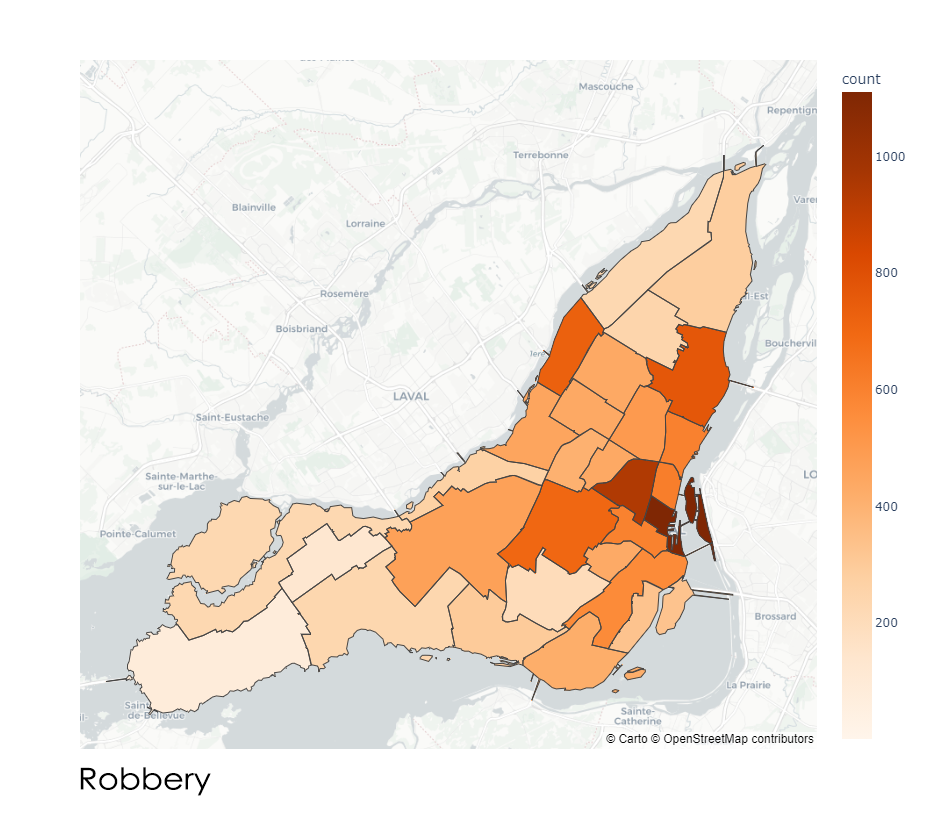 count
Mascouche
Repentign
1000
Terrebonne
Varen
Blainville
Lorraine
800
Rosemère
l-Est
Boisbriand
Bouchervil
600
LAVAL
Saint-Eustache
LO
Sainte-Marthe
-sur-le-Lac
400
Pointe-Calumet
200
Brossard
La Prairie
Sainte-
Catherine
de-Bellevue
© Carto © OpenStreetMap contributors
Robbery